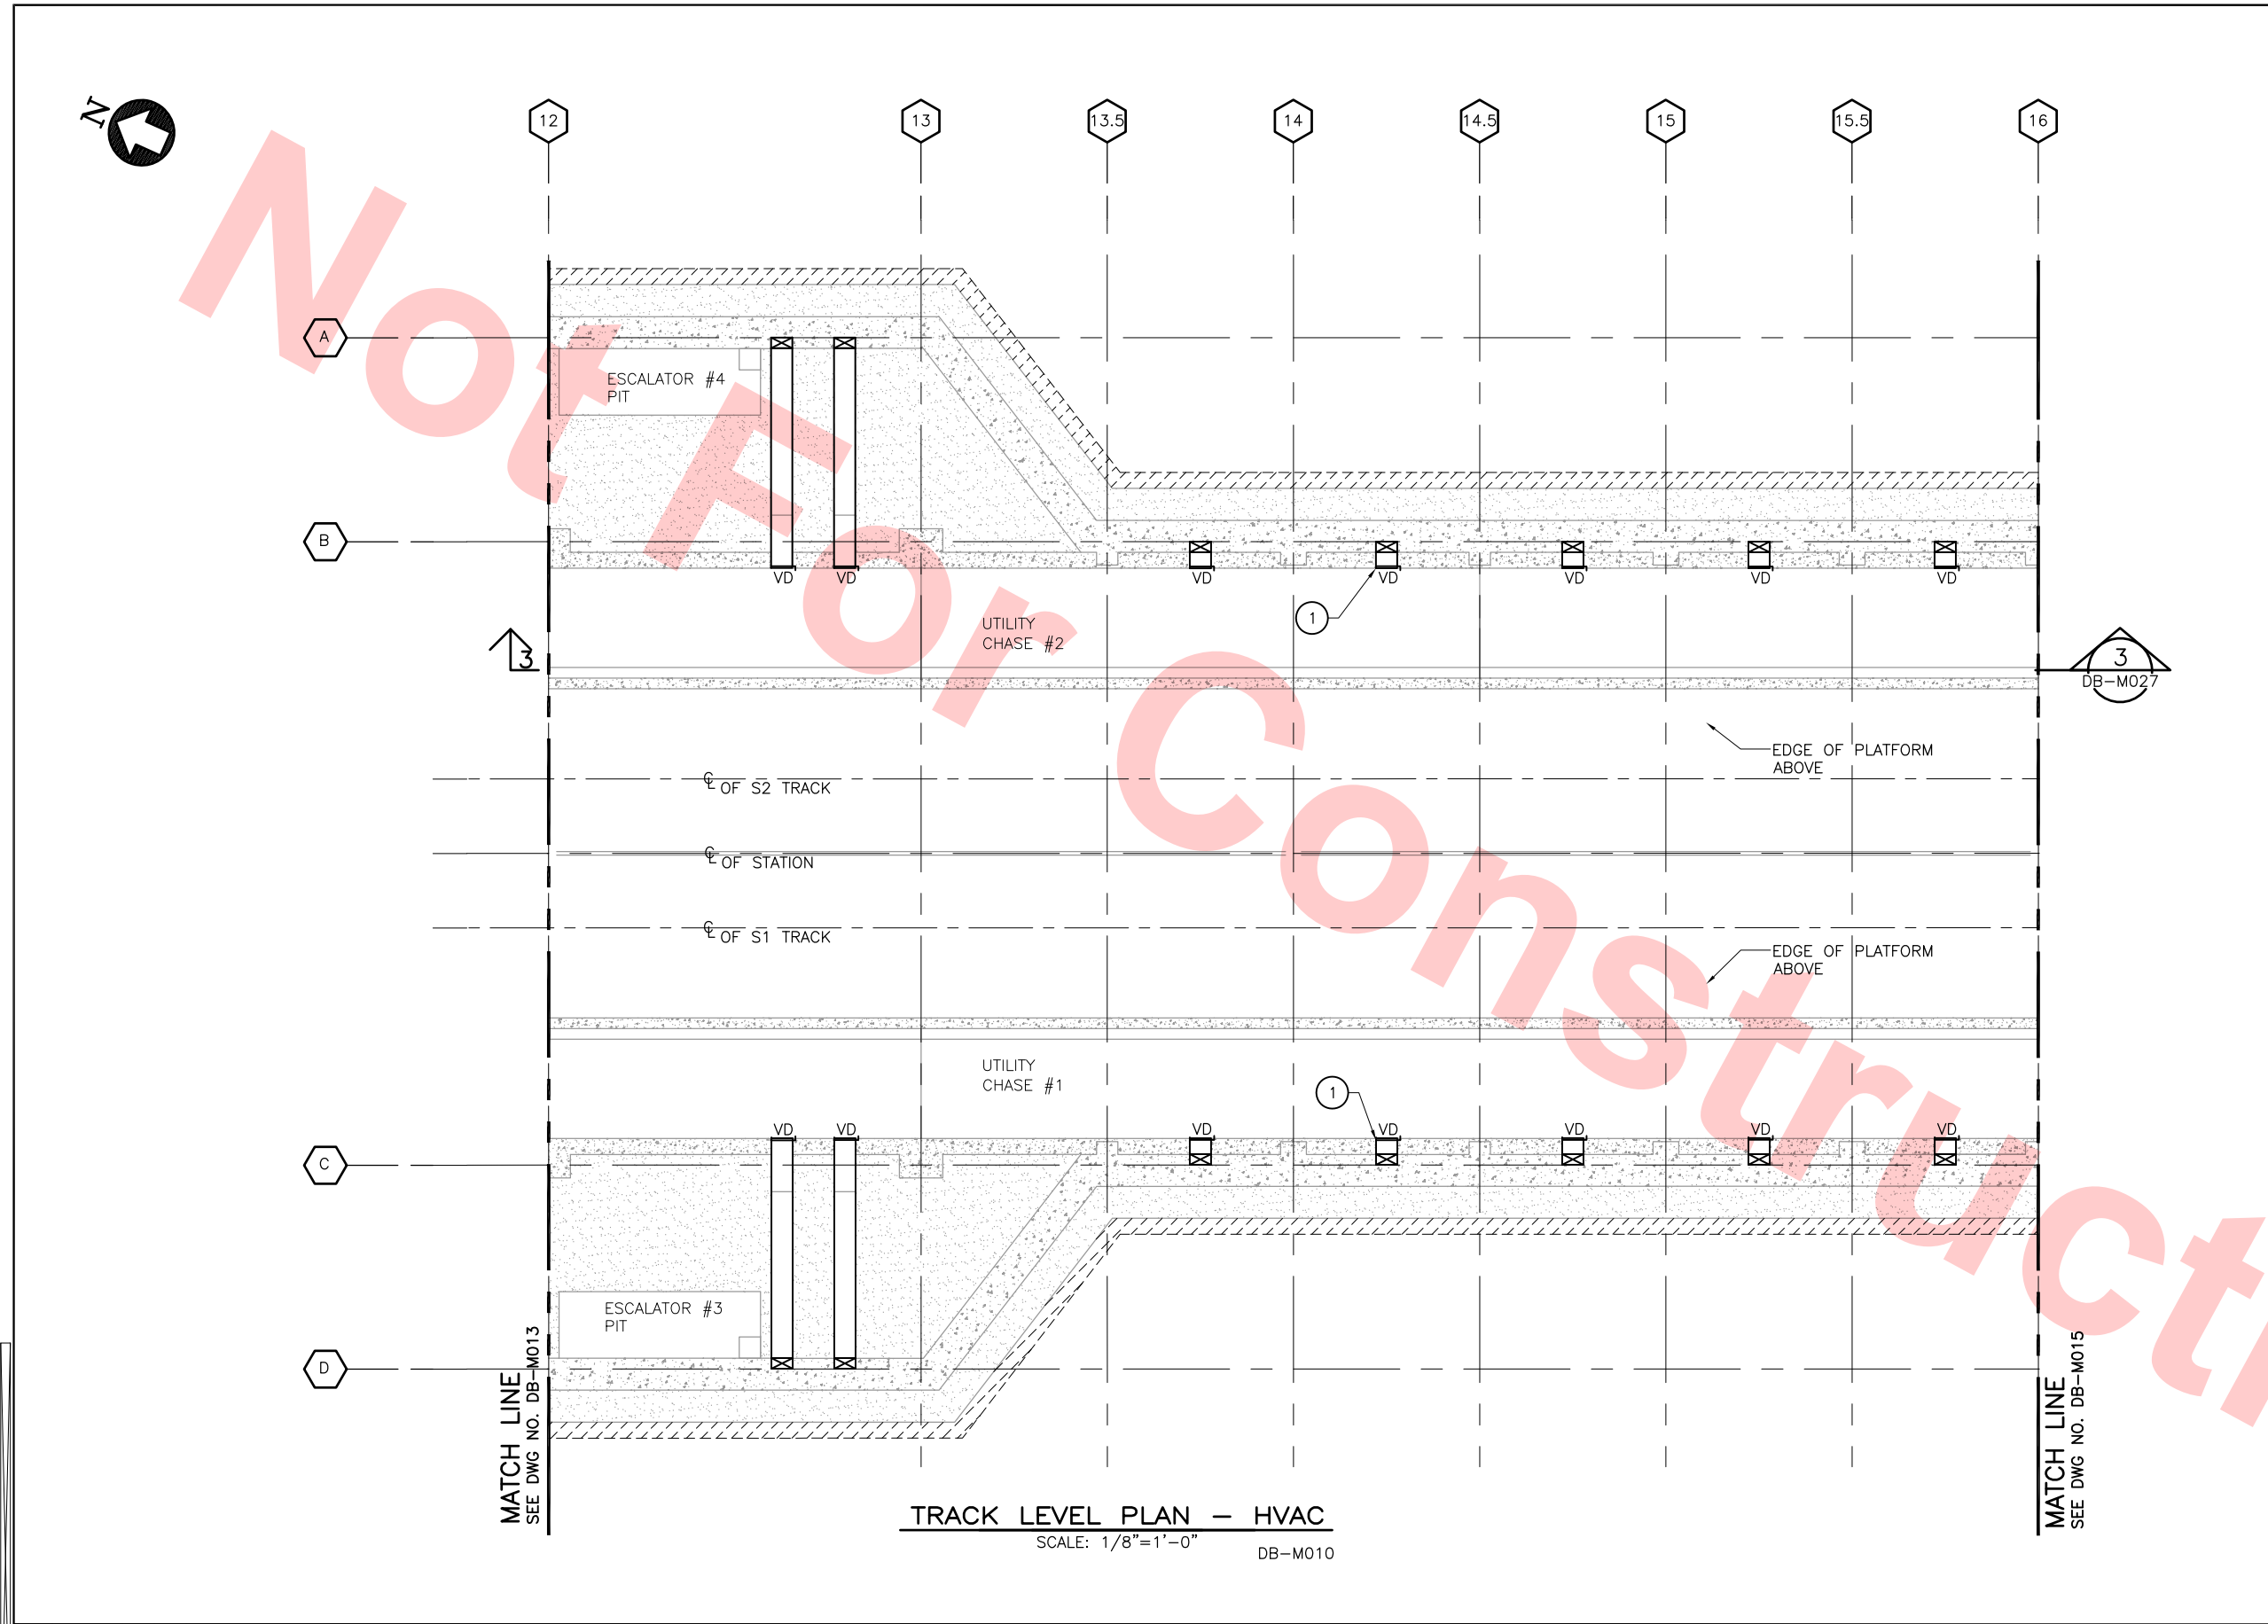 N
12
13
13.5
14
14.5
15
15.5
16
A
ESCALATOR #4
PIT
B
VD
VD
VD
VD
VD
VD
VD
1
UTILITY
CHASE #2
3
3
DB-M027
EDGE OF PLATFORM
ABOVE
℄ OF S2 TRACK
℄ OF STATION
℄ OF S1 TRACK
EDGE OF PLATFORM
ABOVE
UTILITY
CHASE #1
1
VD
VD
VD
VD
VD
VD
VD
C
ESCALATOR #3
PIT
D
MATCH LINE
SEE DWG NO. DB-M013
MATCH LINE
SEE DWG NO. DB-M015
TRACK LEVEL PLAN - HVAC
SCALE: 1/8"=1'-0"
DB-M010
Not For Constructi